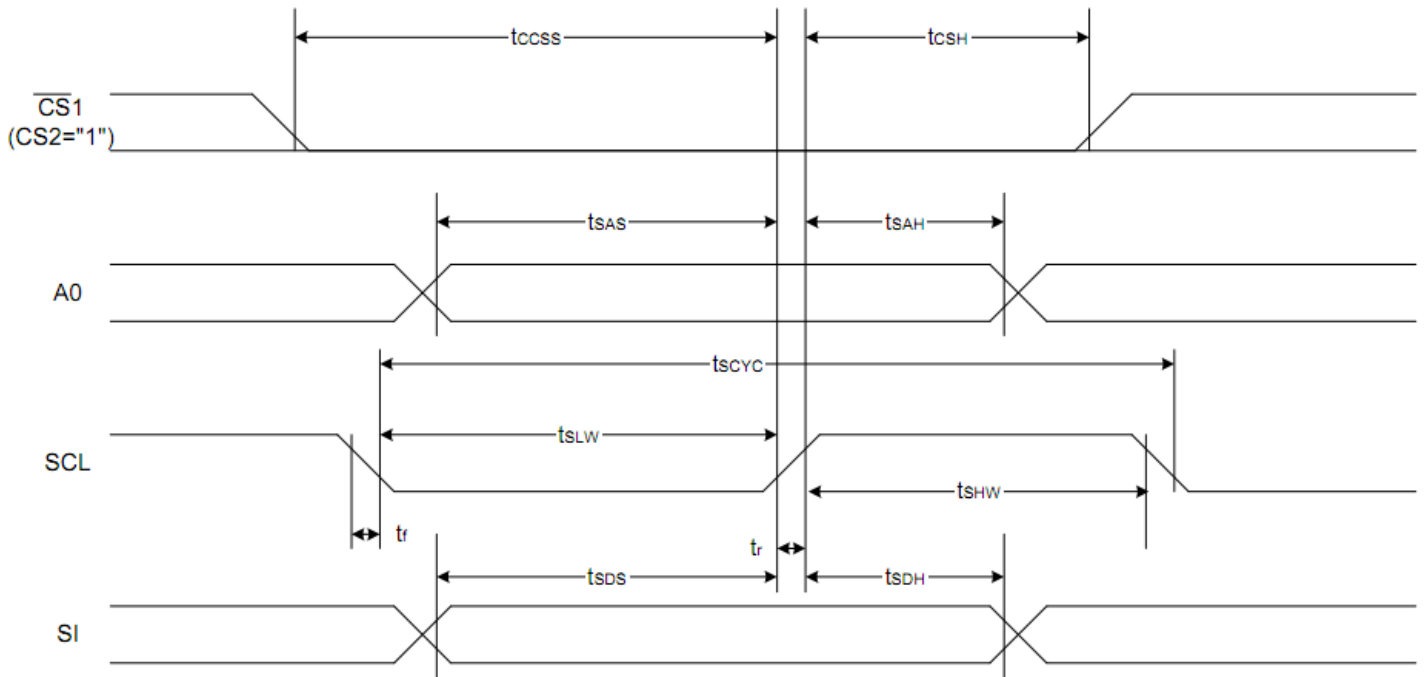 tCCSS
tCSH
CS1
(CS2="1")
tSAS
tSAH
A0
tSCYC
tSLW
SCL
tSHW
tf
tr
tSDS
tSDH
SI